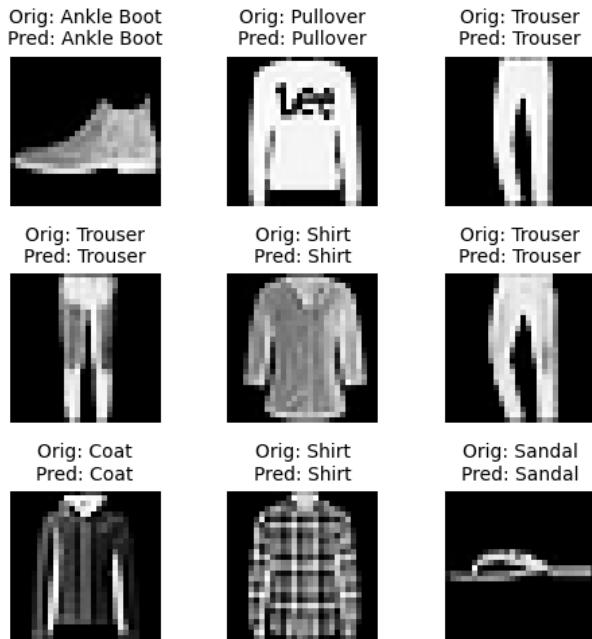 Orig: Ankle Boot
Pred: Ankle Boot
Orig: Pullover
Pred: Pullover
Orig: Trouser
Pred: Trouser
Lee
Orig: Trouser
Pred: Trouser
Orig: Shirt
Pred: Shirt
Orig: Trouser
Pred: Trouser
Orig: Coat
Pred: Coat
Orig: Shirt
Pred: Shirt
Orig: Sandal
Pred: Sandal